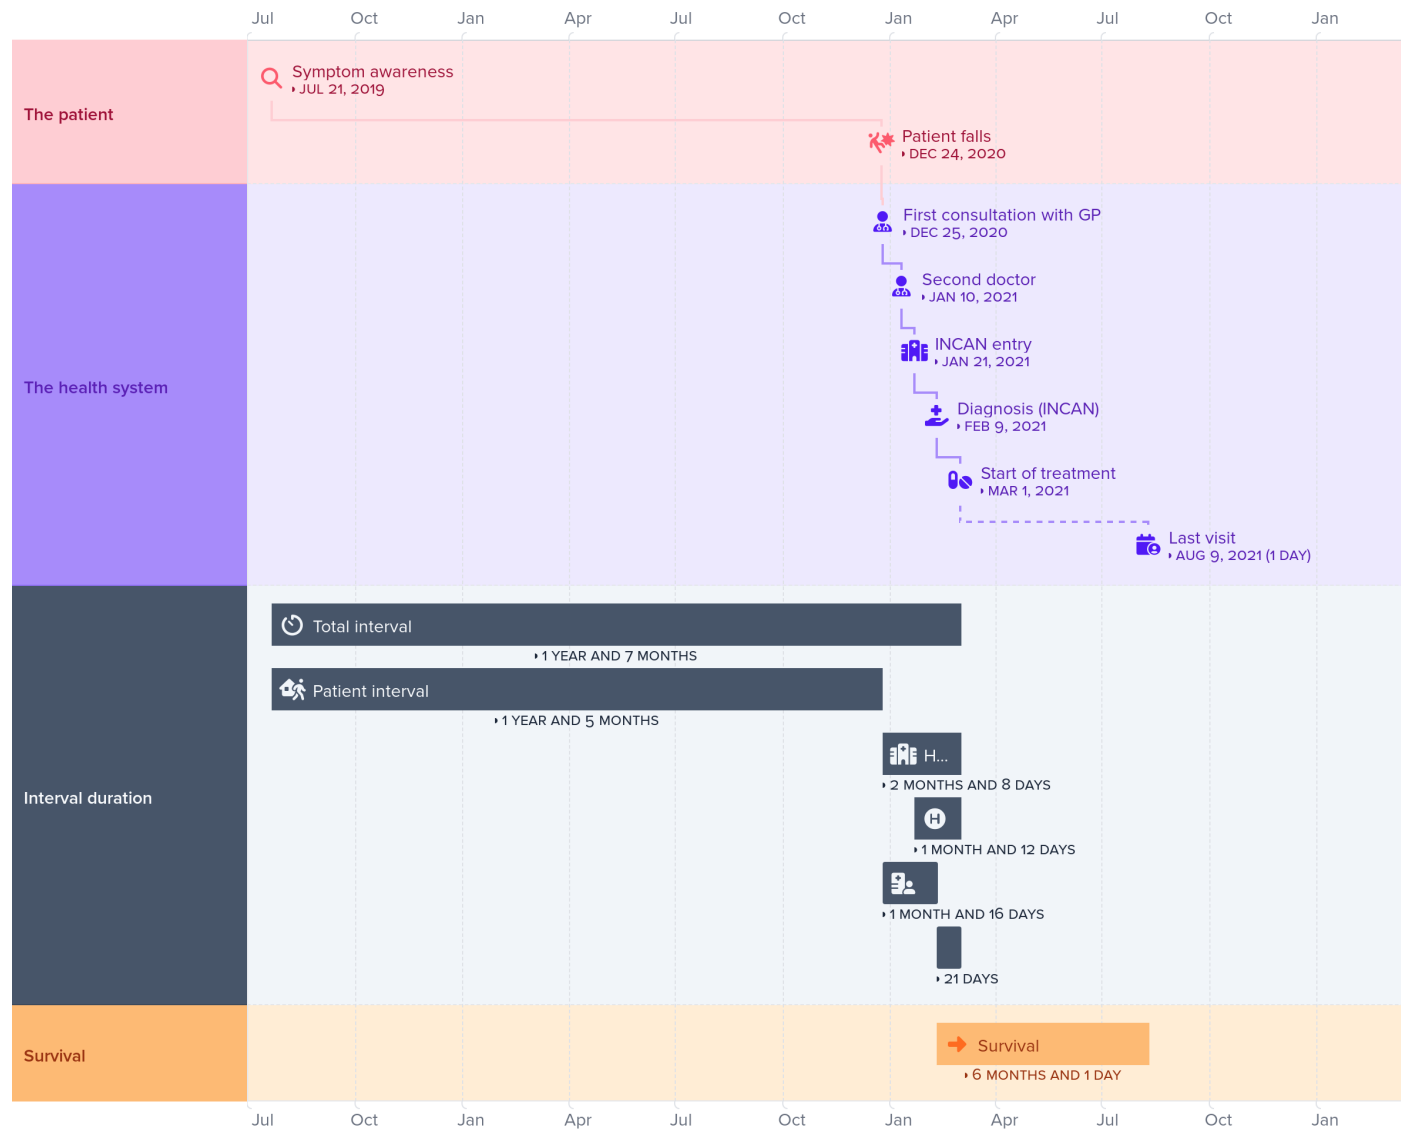 Jul Oct Jan Apr Jul Oct Jan Apr Jul Oct Jan
The patient
Symptom awareness
JUL 21, 2019
Patient falls
DEC 24, 2020
The health system
First consultation with GP
DEC 25, 2020
Second doctor
JAN 10, 2021
INCAN entry
JAN 21, 2021
Diagnosis (INCAN)
FEB 9, 2021
Start of treatment
MAR 1, 2021
Last visit
AUG 9, 2021 (1 DAY)
Interval duration
Total interval
1 YEAR AND 7 MONTHS
Patient interval
1 YEAR AND 5 MONTHS
H...
2 MONTHS AND 8 DAYS
H
1 MONTH AND 12 DAYS
1 MONTH AND 16 DAYS
21 DAYS
Survival
Survival
6 MONTHS AND 1 DAY
Jul Oct Jan Apr Jul Oct Jan Apr Jul Oct Jan